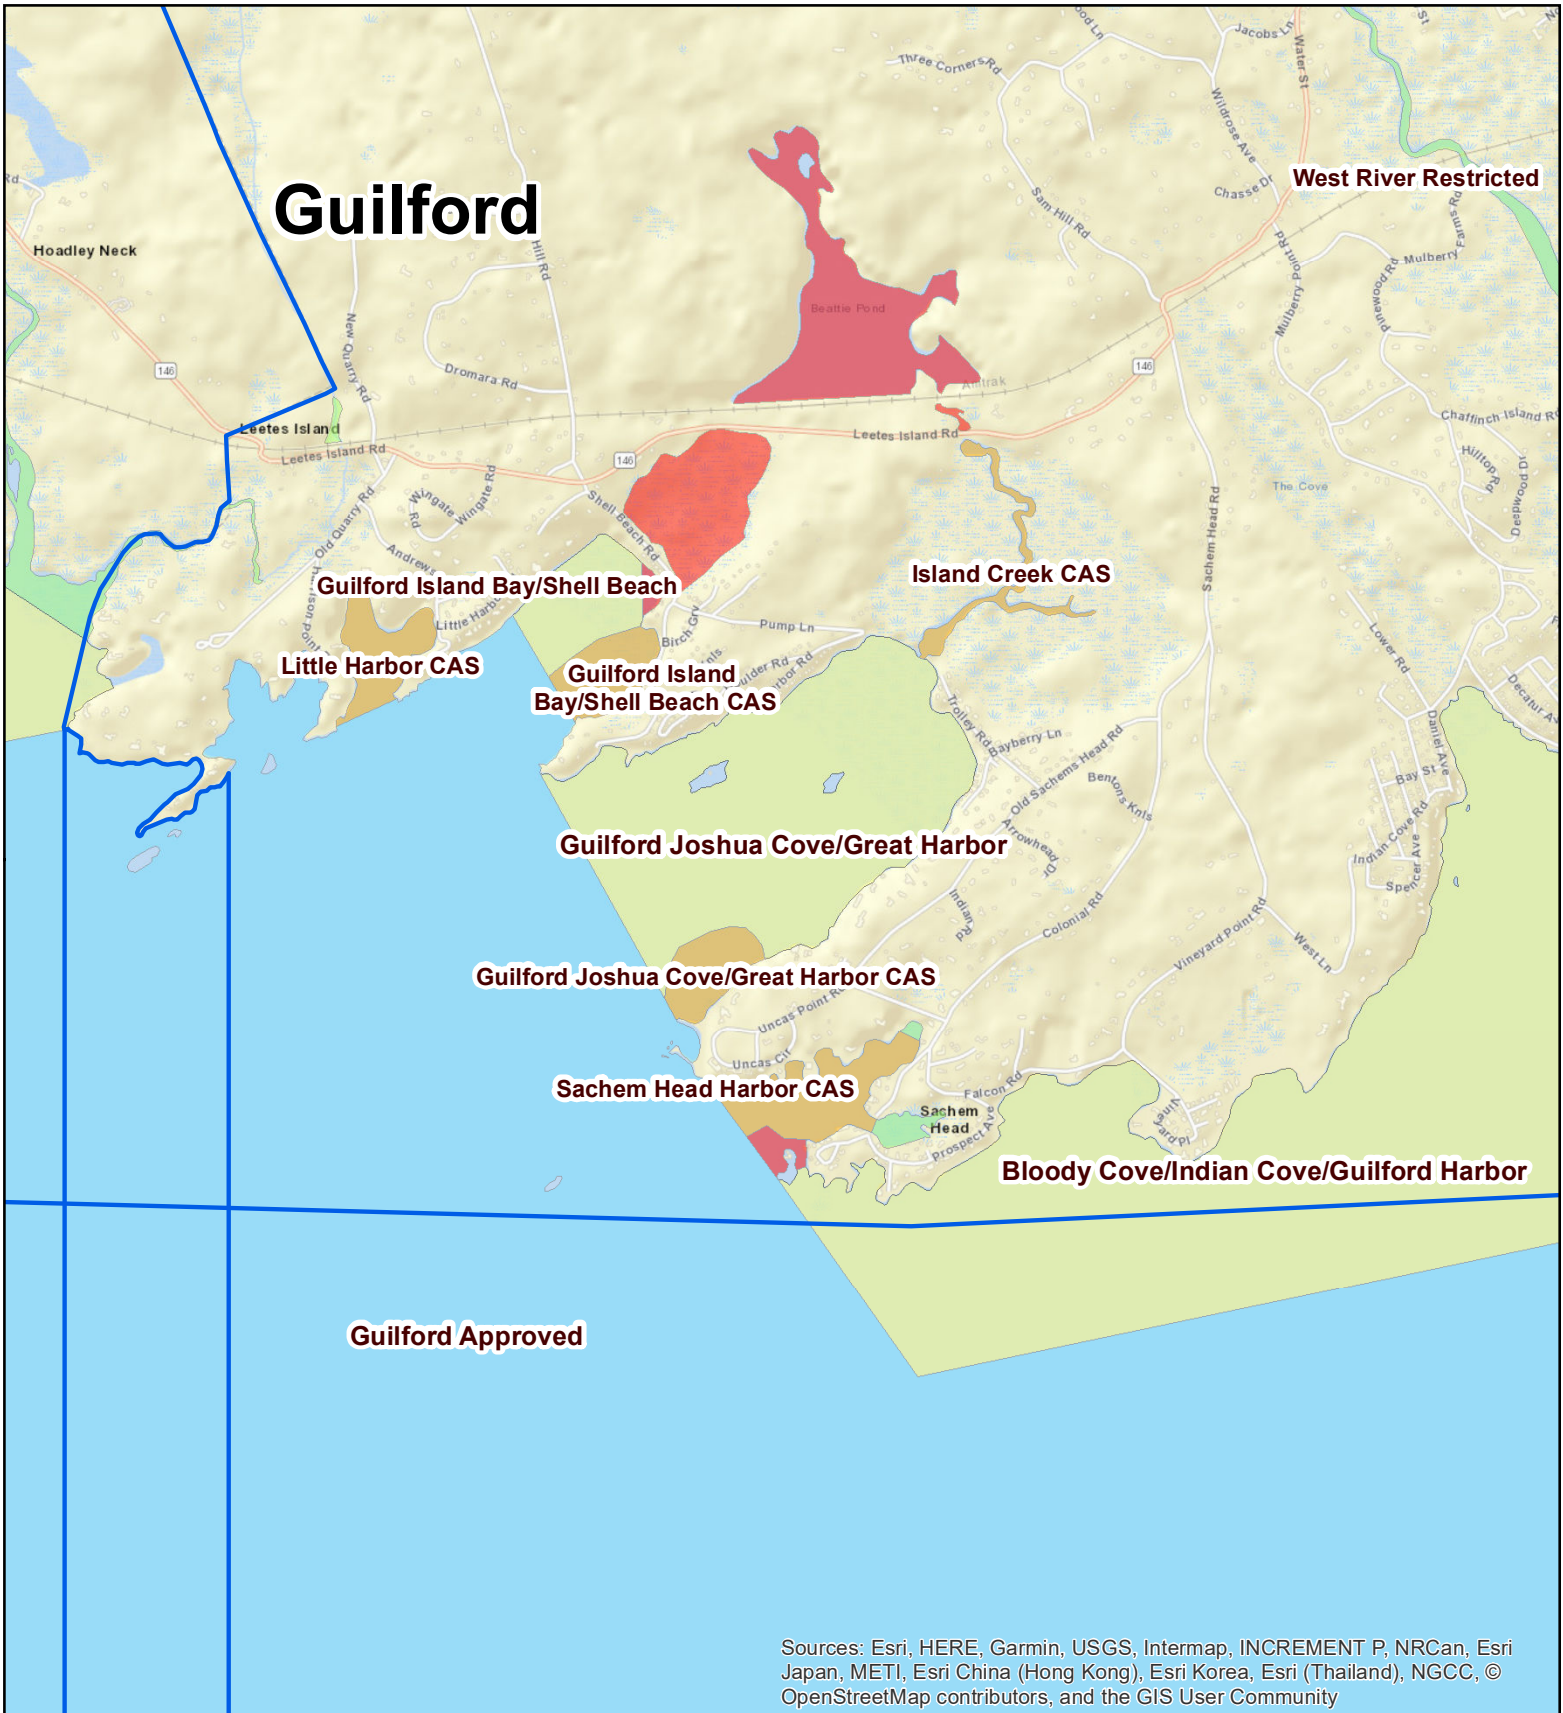 Jacobs Ln
Water St
Three Corners Rd
Wildrose Ave
West River Restricted
Chasse Dr
Guilford
Sam Hill Rd
Hoadley Neck
Hill Rd
Mulberry Point Rd
Mulberry Farms Rd
Pinewood Rd
Beattie Pond
New Quarry Rd
146
146
Dromara Rd
Amtrak
Leetes Island
Leetes Island Rd
Leetes Island Rd
Chaffinch Island Rd
146
Hilltop Rd
Deepwood Dr
The Cove
Wingate Rd
Wingate Rd
Shell Beach Rd
Old Quarry Rd
Sachem Head Rd
Andrews
Guilford Island Bay/Shell Beach
Island Creek CAS
Little Harbo
Birch Grv
Pump Ln
Lower Rd
Little Harbor CAS
Guilford Island
Bay/Shell Beach CAS
Trolley Rd
Bayberry Ln
Old Sachems Head Rd
Daniel Ave
Decatur Av
Bentons Knls
Bay St
Guilford Joshua Cove/Great Harbor
Arrowhead Dr
Indian Cove Rd
Spencer Ave
Indian Rd
Colonial Rd
Vineyard Point Rd
West Ln
Guilford Joshua Cove/Great Harbor CAS
Uncas Point Rd
Uncas Cir
Sachem Head Harbor CAS
Falcon Rd
Sachem
Head
Prospect Ave
Vineyard Pl
Bloody Cove/Indian Cove/Guilford Harbor
Guilford Approved
Sources: Esri, HERE, Garmin, USGS, Intermap, INCREMENT P, NRCan, Esri
Japan, METI, Esri China (Hong Kong), Esri Korea, Esri (Thailand), NGCC, ©
OpenStreetMap contributors, and the GIS User Community